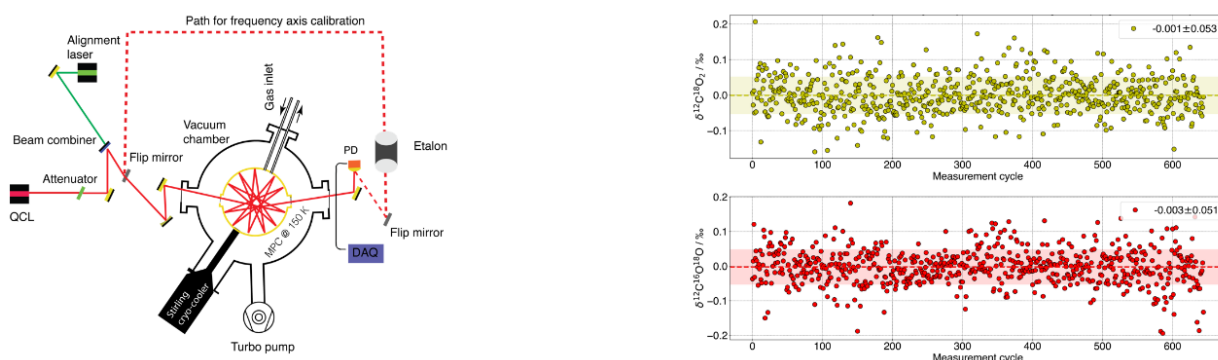 Path for frequency axis calibration
Alignment
laser
Gas inlet
Vacuum
chamber
Beam combiner
Flip mirror
PD
Etalon
Attenuator
QCL
MPC @ 150 K
Flip mirror
DAQ
Stirling
cryo-cooler
Turbo pump
-0.001±0.053
δ¹²C¹⁸O₂ / ‰
0.2
0.1
0.0
−0.1
0 100 200 300 400 500 600
Measurement cycle
-0.003±0.051
δ¹²C¹⁶O¹⁸O / ‰
0.2
0.1
0.0
−0.1
−0.2
0 100 200 300 400 500 600
Measurement cycle